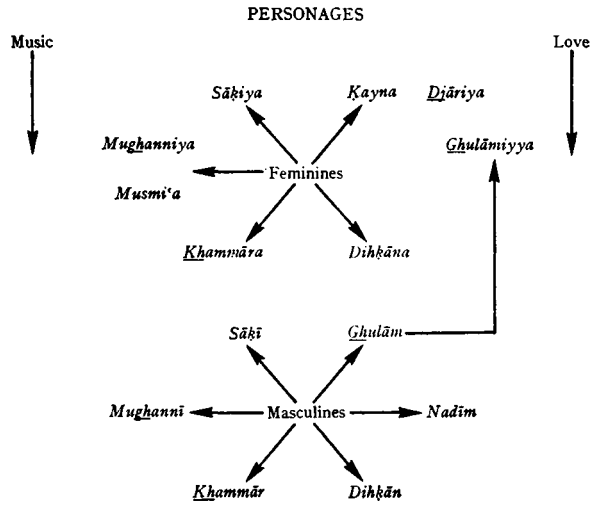 PERSONAGES
Music Love
Sāḳiya Ḳayna Djāriya
Mughanniya Ghulāmiyya
Feminines
Musmiʿa
Khammāra Dihḳāna
Sāḳī Ghulām
Mughannī Masculines Nadīm
Khammār Dihḳān